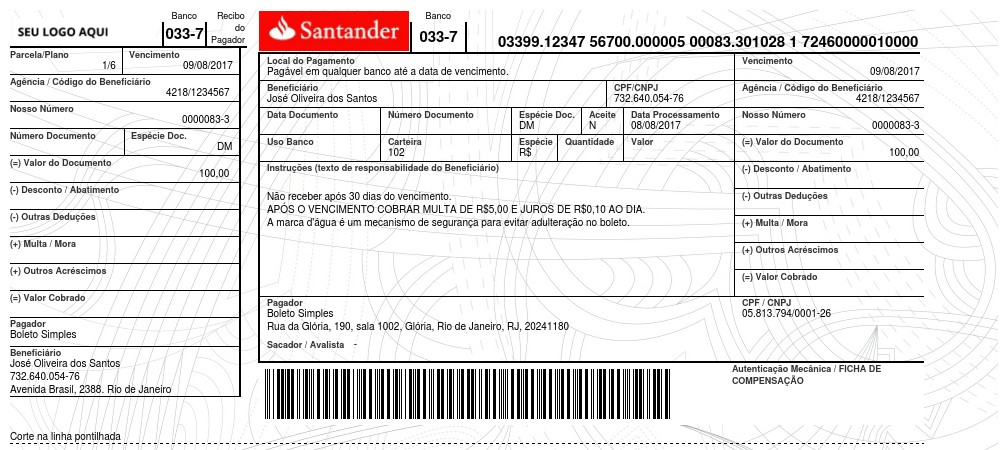 SEU LOGO AQUI
Banco
033-7
Recibo
do
Pagador
Parcela/Plano
1/6
Vencimento
09/08/2017
Agência / Código do Beneficiário
4218/1234567
Nosso Número
0000083-3
Número Documento
Espécie Doc.
DM
(=) Valor do Documento
100,00
(-) Desconto / Abatimento
(-) Outras Deduções
(+) Multa / Mora
(+) Outros Acréscimos
(=) Valor Cobrado
Pagador
Boleto Simples
Beneficiário
José Oliveira dos Santos
732.640.054-76
Avenida Brasil, 2388. Rio de Janeiro
Santander
Banco
033-7
03399.12347 56700.000005 00083.301028 1 72460000010000
Local do Pagamento
Pagável em qualquer banco até a data de vencimento.
Vencimento
09/08/2017
Beneficiário
José Oliveira dos Santos
CPF/CNPJ
732.640.054-76
Agência / Código do Beneficiário
4218/1234567
Data Documento
Número Documento
Espécie Doc.
DM
Aceite
N
Data Processamento
08/08/2017
Nosso Número
0000083-3
Uso Banco
Carteira
102
Espécie
R$
Quantidade
Valor
(=) Valor do Documento
100,00
Instruções (texto de responsabilidade do Beneficiário)
Não receber após 30 dias do vencimento.
APÓS O VENCIMENTO COBRAR MULTA DE R$5,00 E JUROS DE R$0,10 AO DIA.
A marca d'água é um mecanismo de segurança para evitar adulteração no boleto.
(-) Desconto / Abatimento
(-) Outras Deduções
(+) Multa / Mora
(+) Outros Acréscimos
(=) Valor Cobrado
Pagador
Boleto Simples
Rua da Glória, 190, sala 1002, Glória, Rio de Janeiro, RJ, 20241180
CPF / CNPJ
05.813.794/0001-26
Sacador / Avalista -
Autenticação Mecânica / FICHA DE
COMPENSAÇÃO
Corte na linha pontilhada